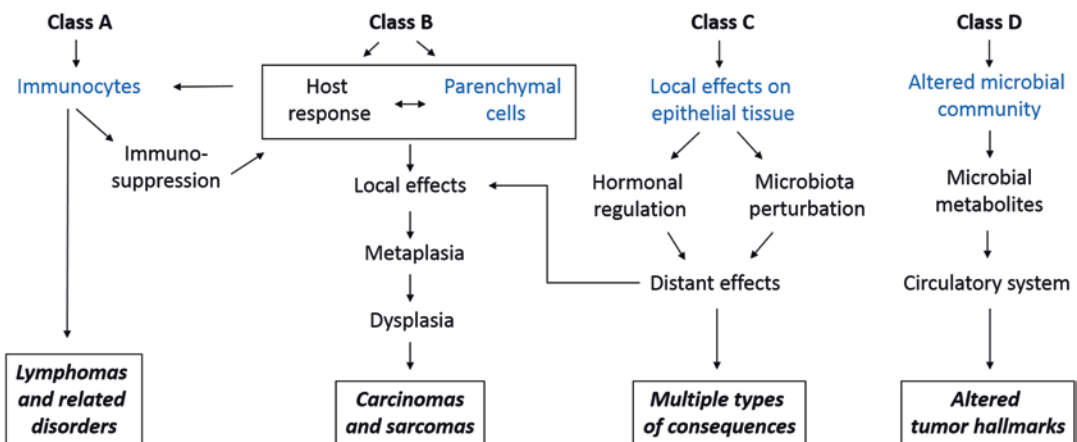 Class A
Class B
Class C
Class D
Immunocytes
Host
response
Parenchymal
cells
Local effects on
epithelial tissue
Altered microbial
community
Immuno-
suppression
Local effects
Hormonal
regulation
Microbiota
perturbation
Microbial
metabolites
Metaplasia
Distant effects
Circulatory system
Dysplasia
Lymphomas
and related
disorders
Carcinomas
and sarcomas
Multiple types
of consequences
Altered
tumor hallmarks